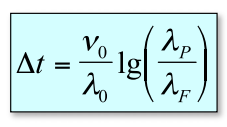 Δt = ν₀/λ₀ lg(λ_P/λ_F)